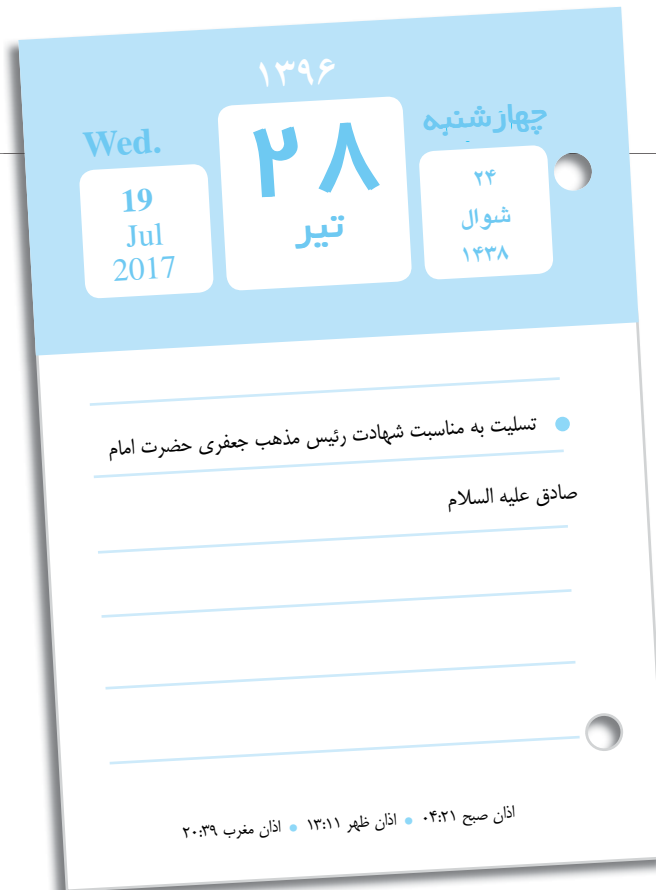 ۱۳۹۶
چهارشنبه
۲۴
شوال
۱۴۳۸
۲۸
تیر
Wed.
19
Jul
2017
تسلیت به مناسبت شهادت رئیس مذهب جعفری حضرت امام
صادق علیه السلام
اذان صبح ۰۴:۲۱ • اذان ظهر ۱۳:۱۱ • اذان مغرب ۲۰:۳۹